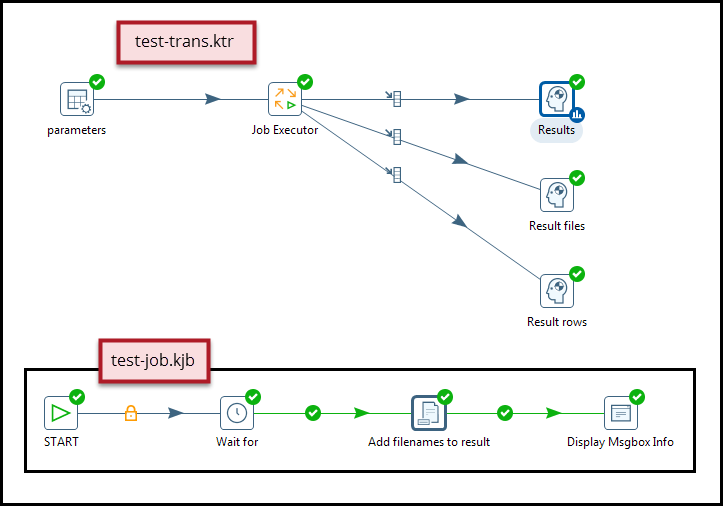 test-trans.ktr
parameters
Job Executor
Results
Result files
Result rows
test-job.kjb
START
Wait for
Add filenames to result
Display Msgbox Info